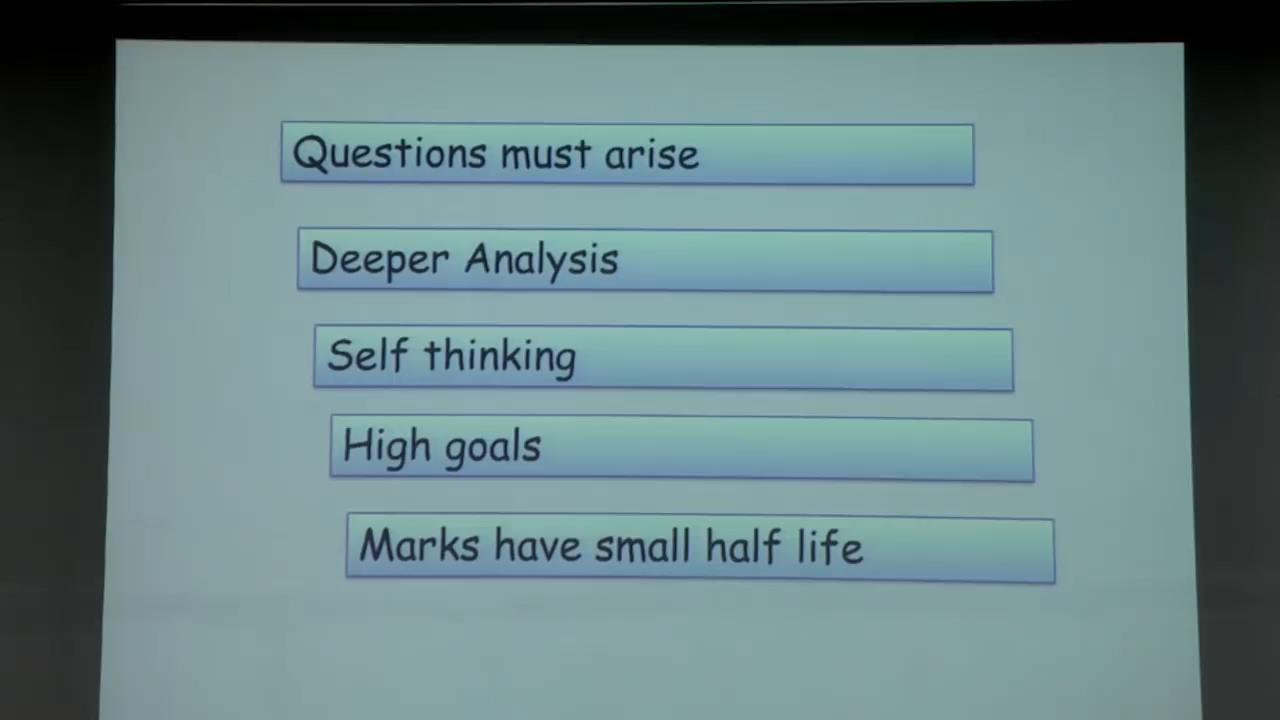 Questions must arise
Deeper Analysis
Self thinking
High goals
Marks have small half life